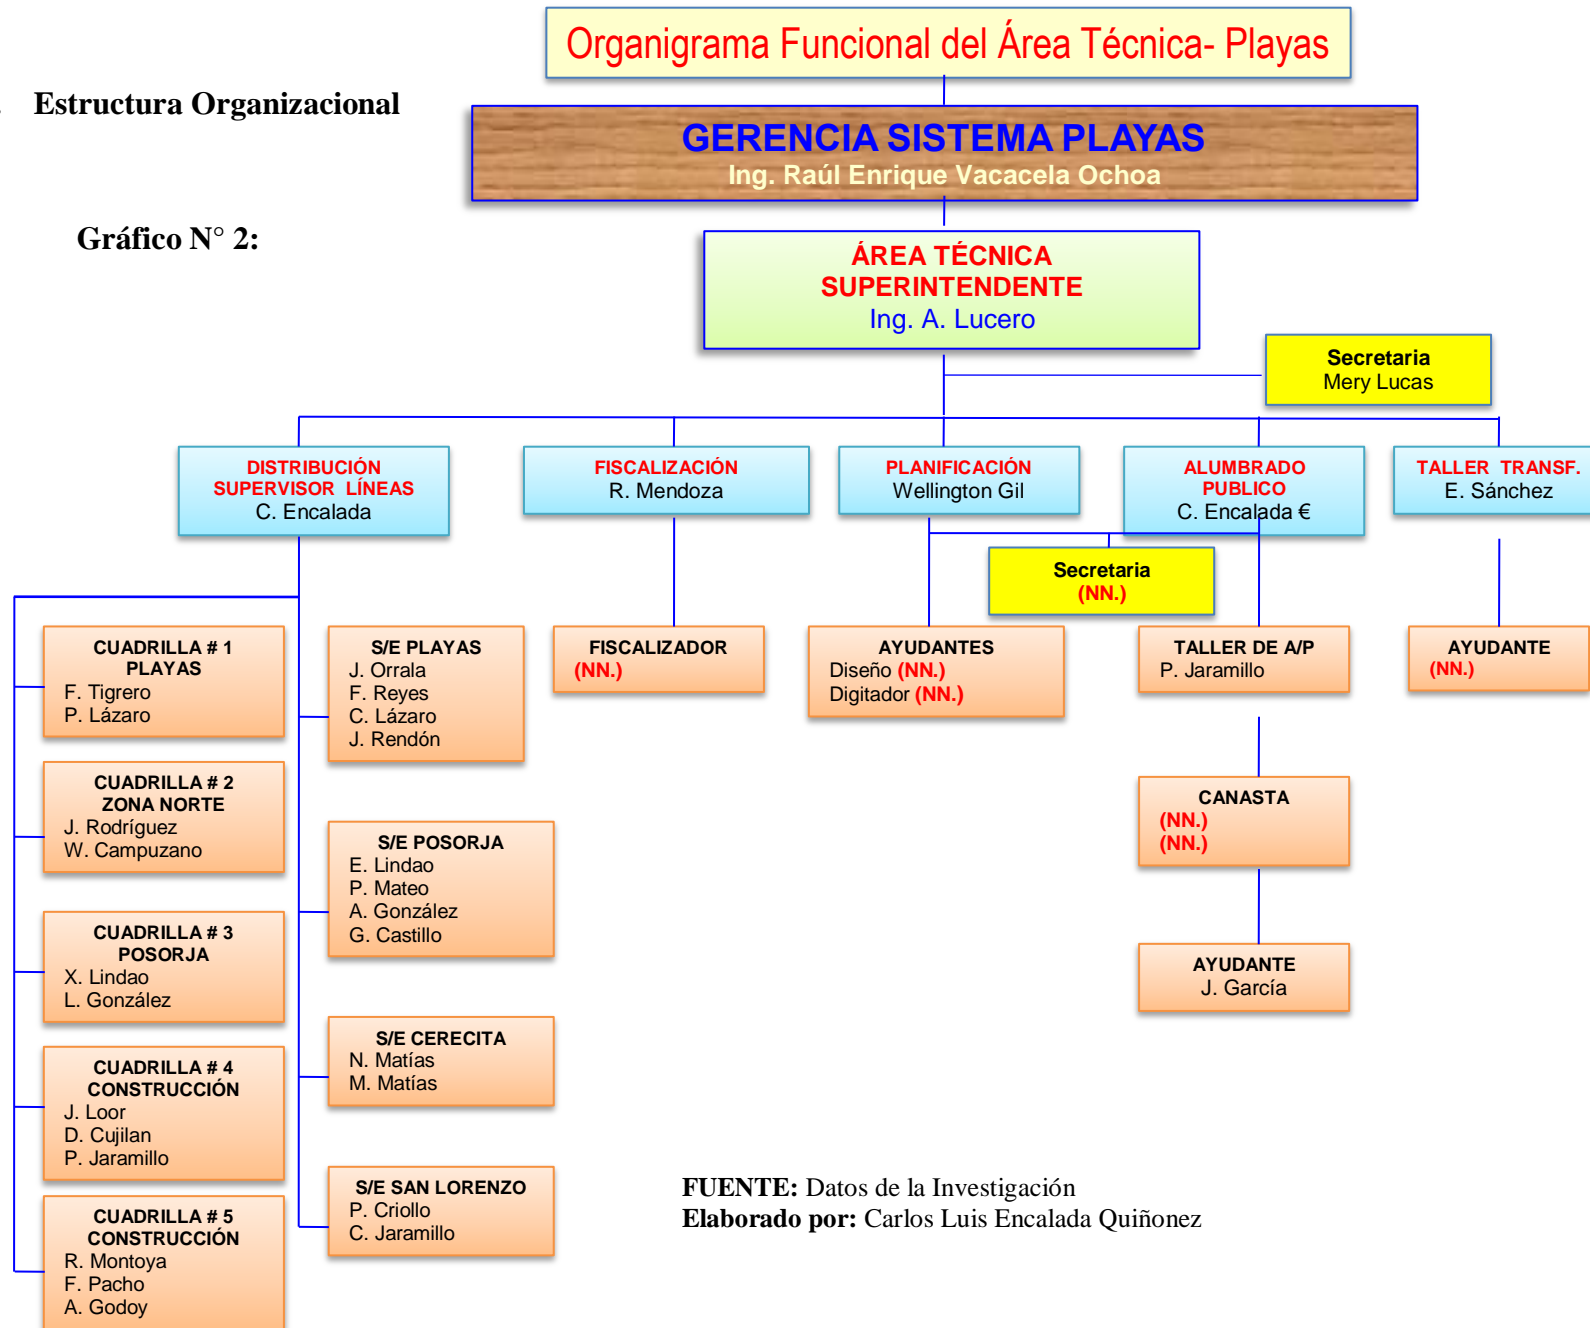 Organigrama Funcional del Área Técnica- Playas
. Estructura Organizacional
GERENCIA SISTEMA PLAYAS
Ing. Raúl Enrique Vacacela Ochoa
Gráfico N° 2:
ÁREA TÉCNICA
SUPERINTENDENTE
Ing. A. Lucero
Secretaria
Mery Lucas
DISTRIBUCIÓN
SUPERVISOR LÍNEAS
C. Encalada
FISCALIZACIÓN
R. Mendoza
PLANIFICACIÓN
Wellington Gil
ALUMBRADO
PUBLICO
C. Encalada €
TALLER TRANSF.
E. Sánchez
Secretaria
(NN.)
CUADRILLA # 1
PLAYAS
F. Tigrero
P. Lázaro
S/E PLAYAS
J. Orrala
F. Reyes
C. Lázaro
J. Rendón
FISCALIZADOR
(NN.)
AYUDANTES
Diseño (NN.)
Digitador (NN.)
TALLER DE A/P
P. Jaramillo
AYUDANTE
(NN.)
CUADRILLA # 2
ZONA NORTE
J. Rodríguez
W. Campuzano
S/E POSORJA
E. Lindao
P. Mateo
A. González
G. Castillo
CANASTA
(NN.)
(NN.)
CUADRILLA # 3
POSORJA
X. Lindao
L. González
AYUDANTE
J. García
S/E CERECITA
N. Matías
M. Matías
CUADRILLA # 4
CONSTRUCCIÓN
J. Loor
D. Cujilan
P. Jaramillo
S/E SAN LORENZO
P. Criollo
C. Jaramillo
CUADRILLA # 5
CONSTRUCCIÓN
R. Montoya
F. Pacho
A. Godoy
FUENTE: Datos de la Investigación
Elaborado por: Carlos Luis Encalada Quiñonez